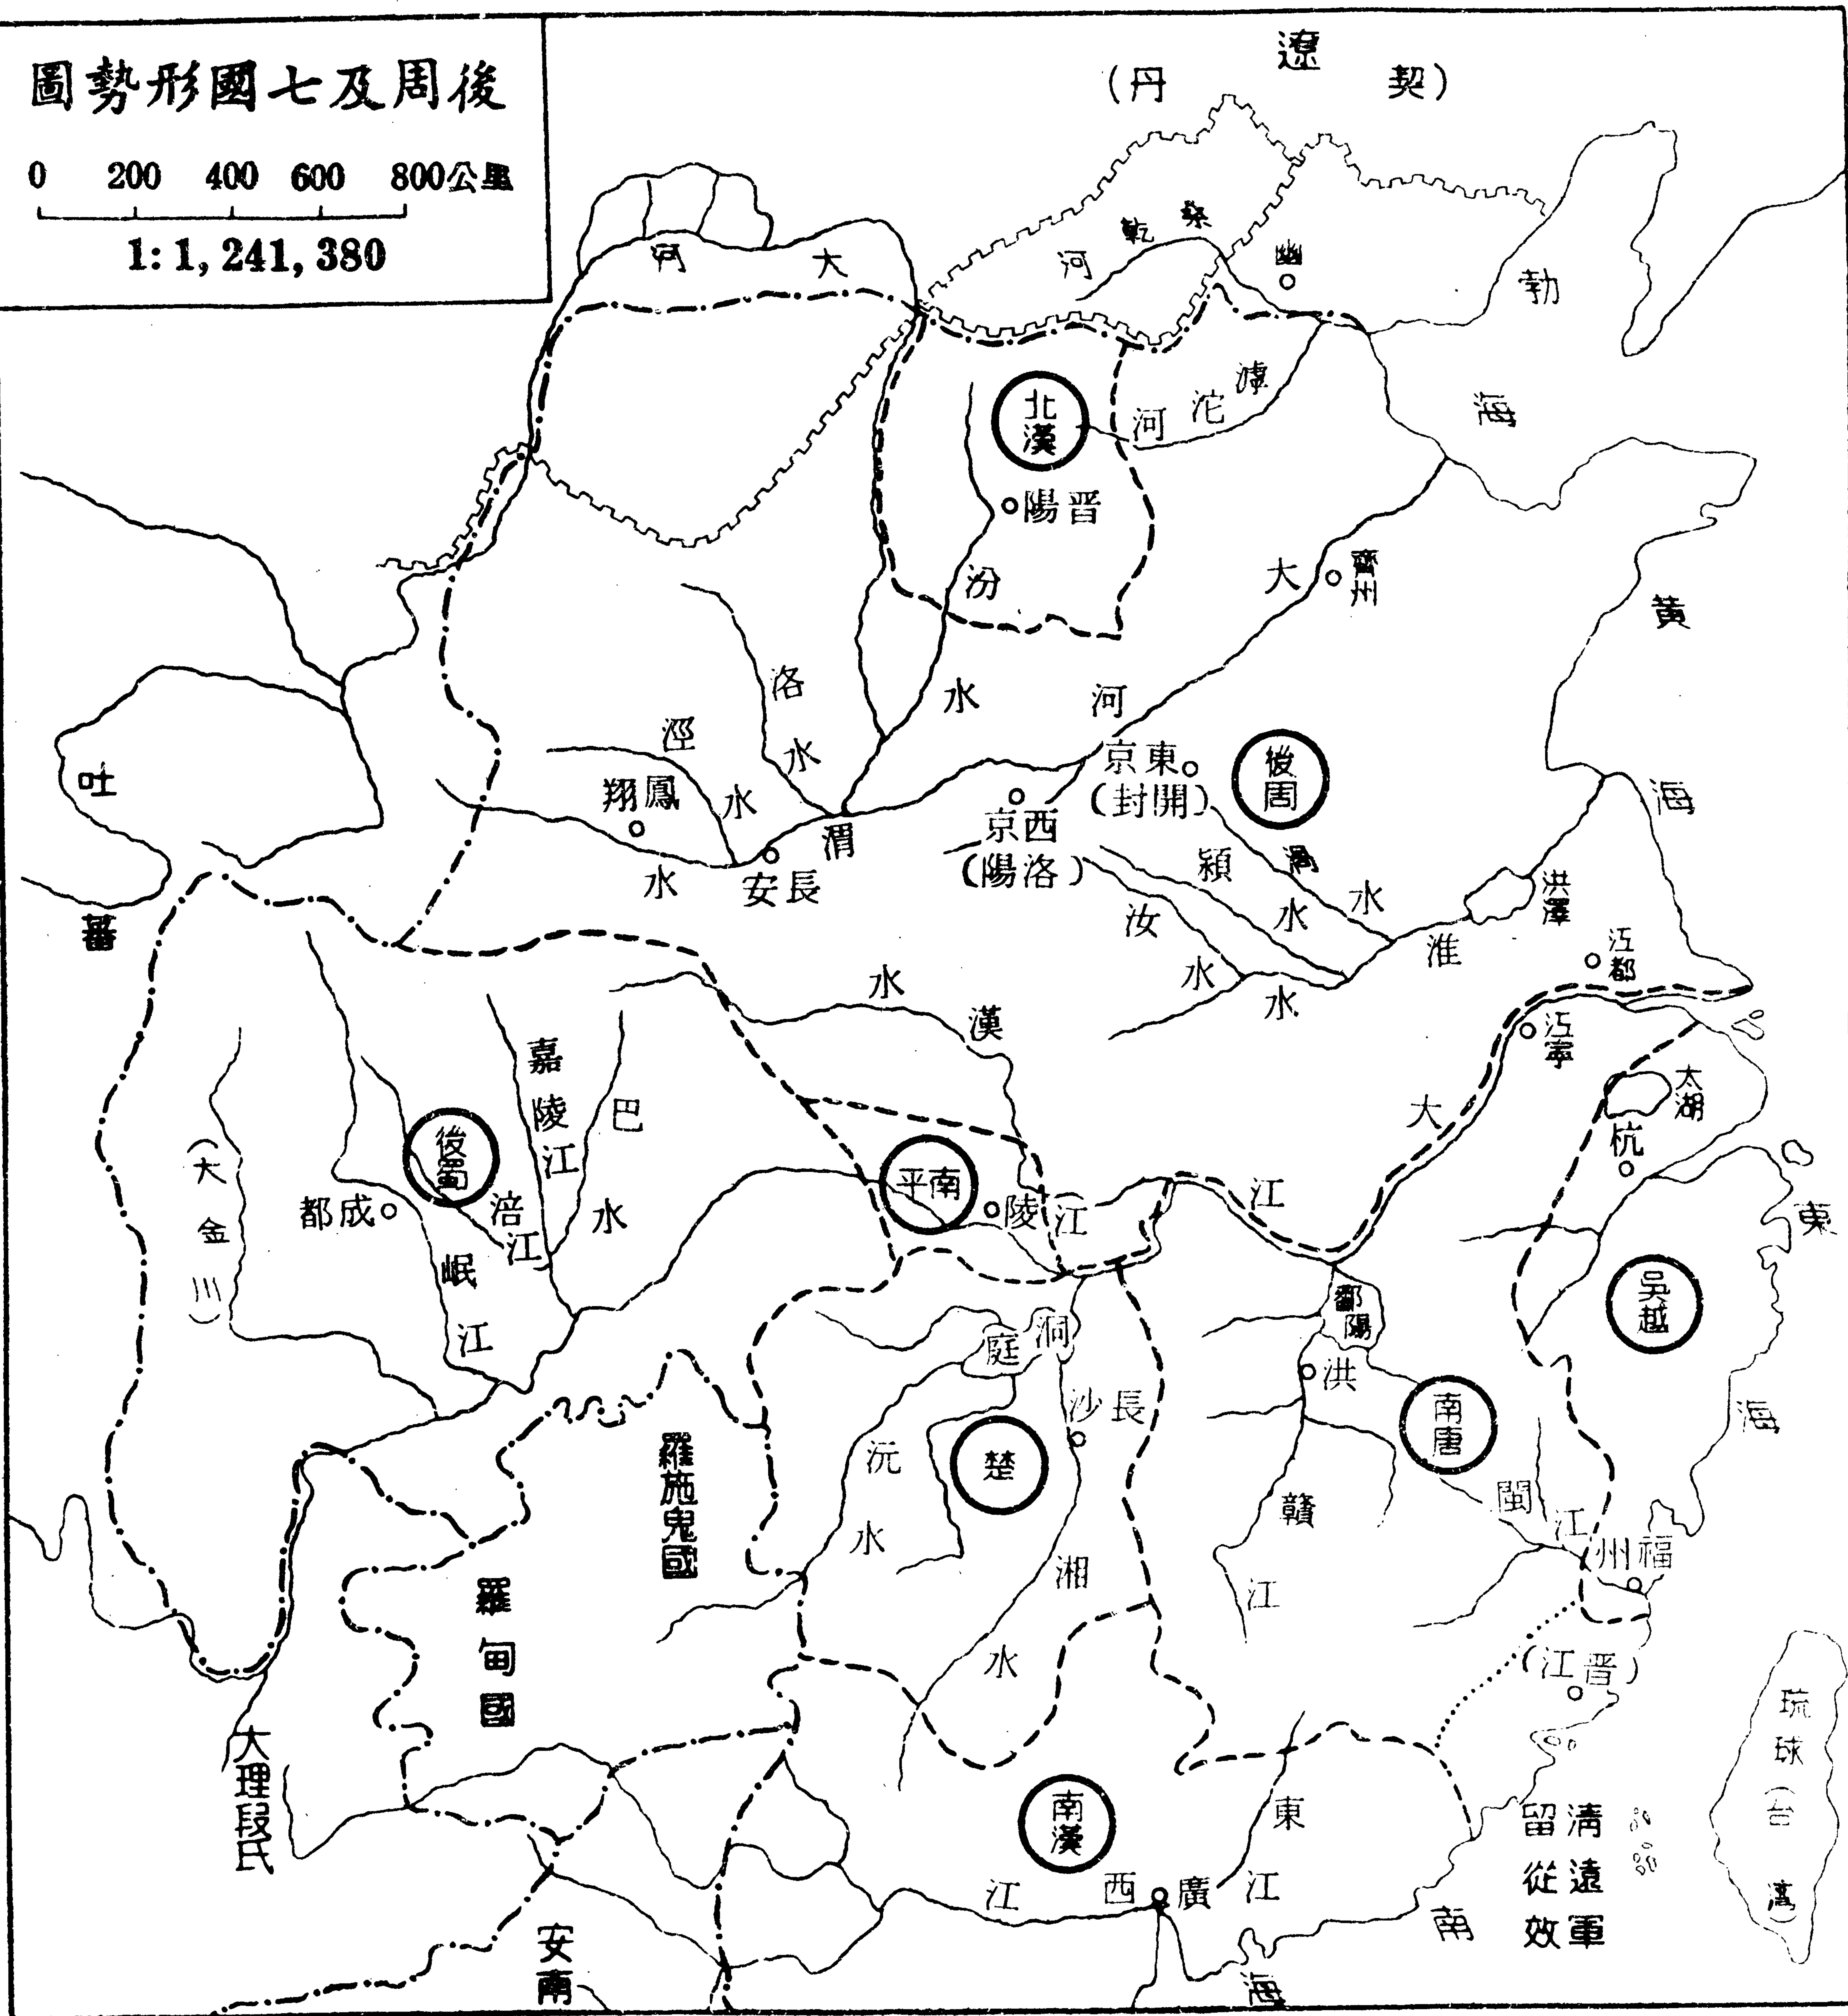 後周及七國形勢圖
0 200 400 600 800公里
1:1,241,380
遼
(契丹)
大河
桑乾河
幽
勃海
滹沱河
北漢
晋陽
汾水
大河
齊州
黄海
洛水
涇水
鳳翔
渭水
長安
東京
(開封)
西京
(洛陽)
後周
潁水
渦水
汝水
淮水
洪澤
江都
江寧
太湖
杭
吐蕃
漢水
嘉陵江
巴水
後蜀
涪江
成都
岷江
(大金川)
南平
江陵
大江
東海
吳越
鄱陽
洪
南唐
洞庭
長沙
楚
沅水
湘水
贛江
閩江
福州
(晋江)
羅施鬼國
羅甸國
大理段氏
安南
南漢
西江
廣
東江
南海
清遠軍
留從效
琉球(台灣)